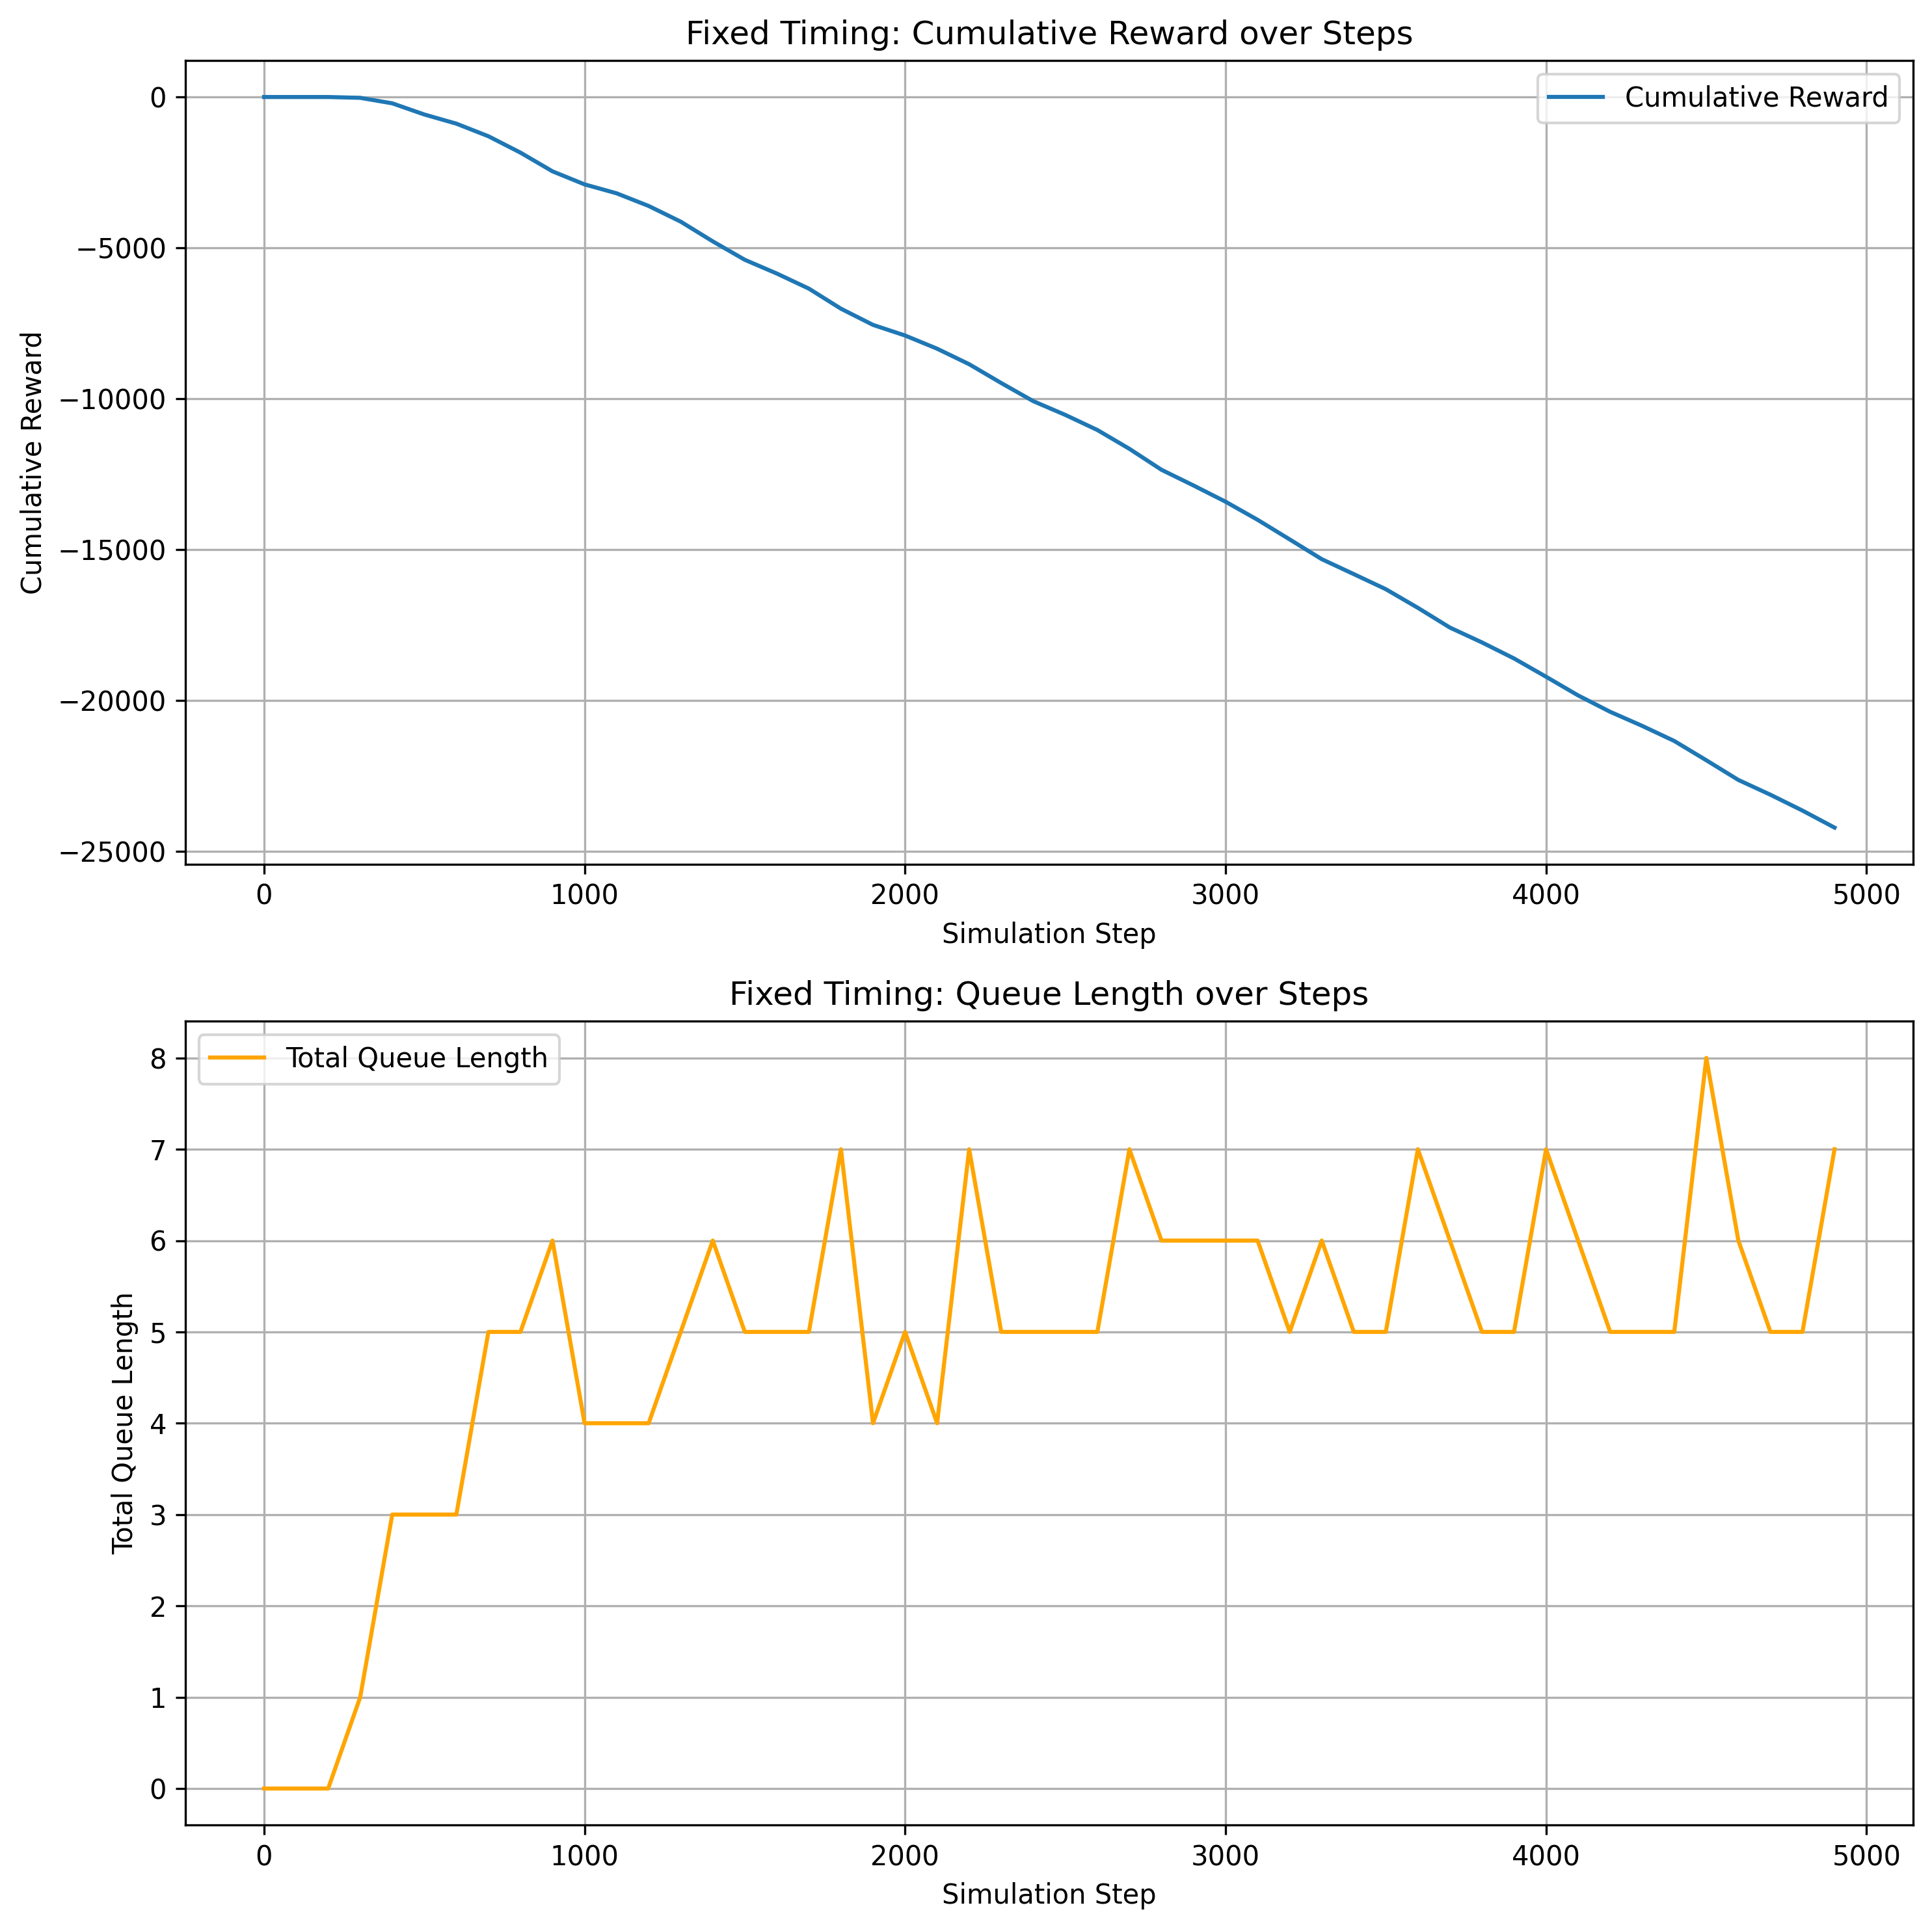 Fixed Timing: Cumulative Reward over Steps
Cumulative Reward
0
−5000
−10000
−15000
−20000
−25000
Cumulative Reward
0 1000 2000 3000 4000 5000
Simulation Step
Fixed Timing: Queue Length over Steps
Total Queue Length
8
7
6
5
4
3
2
1
0
Total Queue Length
0 1000 2000 3000 4000 5000
Simulation Step